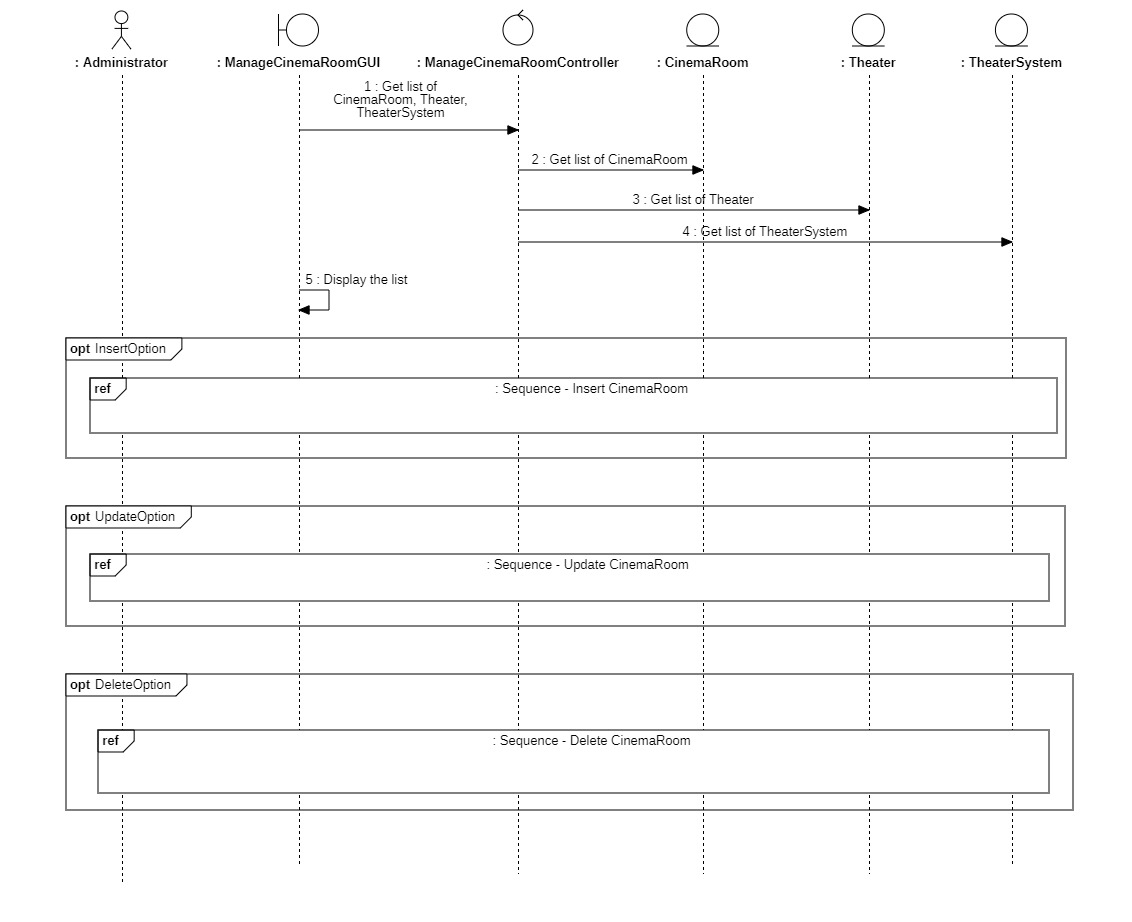 : Administrator
: ManageCinemaRoomGUI
: ManageCinemaRoomController
: CinemaRoom
: Theater
: TheaterSystem
1 : Get list of
CinemaRoom, Theater,
TheaterSystem
2 : Get list of CinemaRoom
3 : Get list of Theater
4 : Get list of TheaterSystem
5 : Display the list
opt InsertOption
ref
: Sequence - Insert CinemaRoom
opt UpdateOption
ref
: Sequence - Update CinemaRoom
opt DeleteOption
ref
: Sequence - Delete CinemaRoom